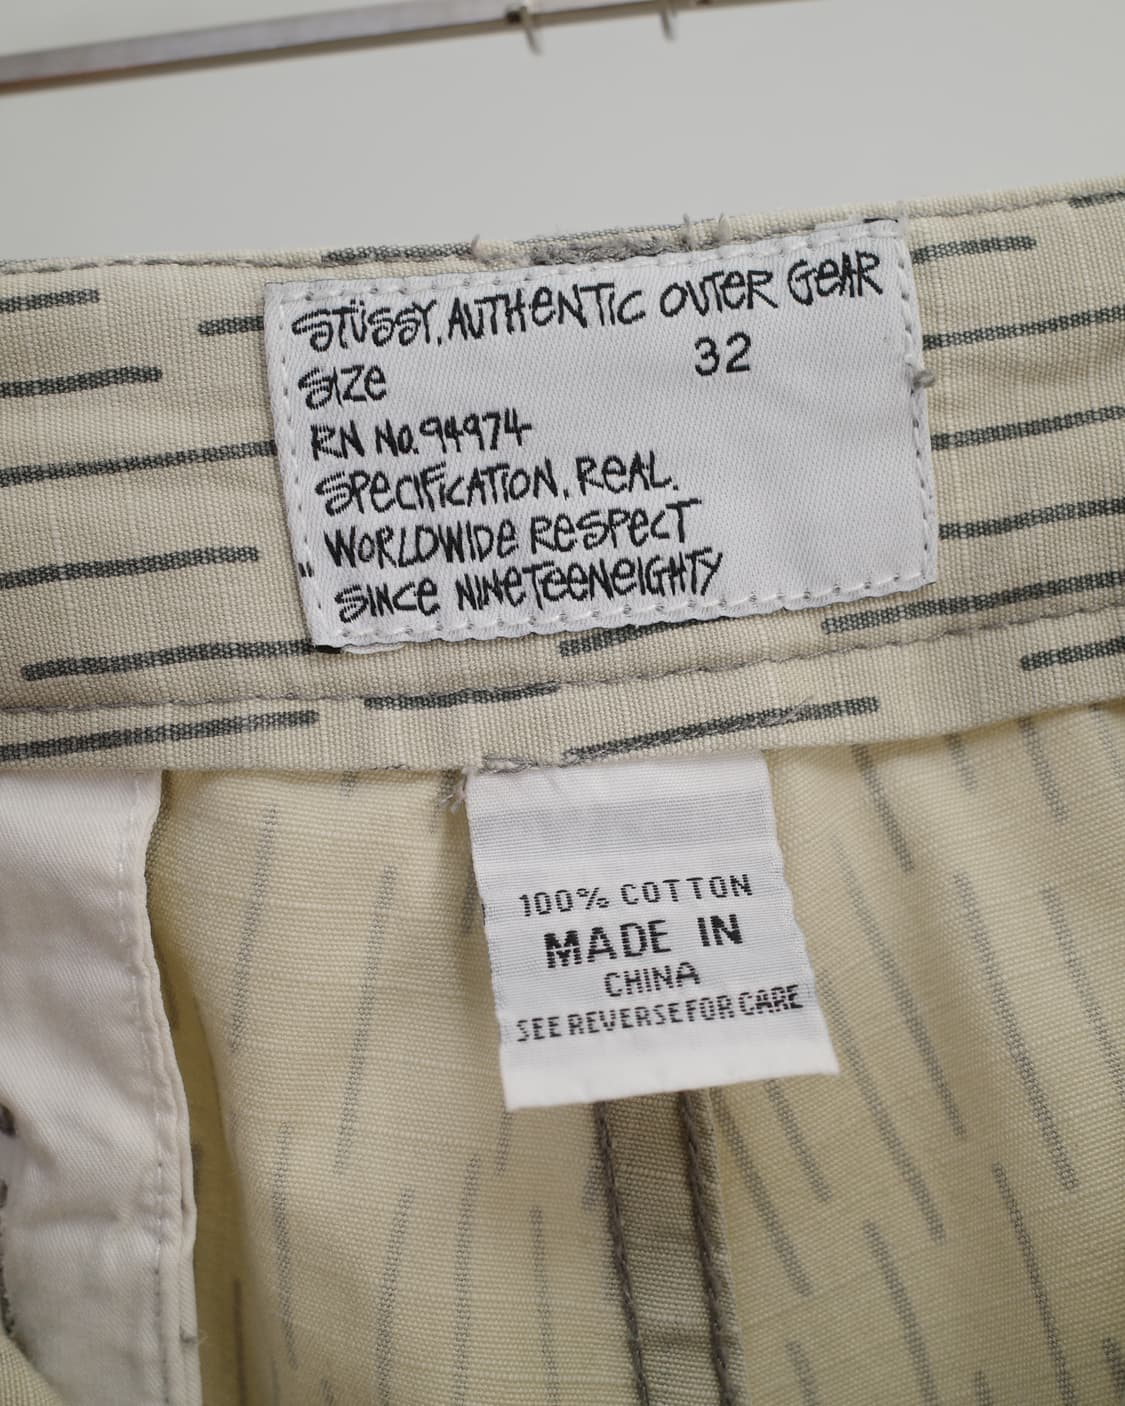 STÜSSY. AUTHENTIC OUTER GEAR
SIZE 32
RN No. 94974
SPECIFICATION. REAL.
WORLDWIDE RESPECT
SINCE NINETEENEIGHTY
100% COTTON
MADE IN
CHINA
SEE REVERSE FOR CARE